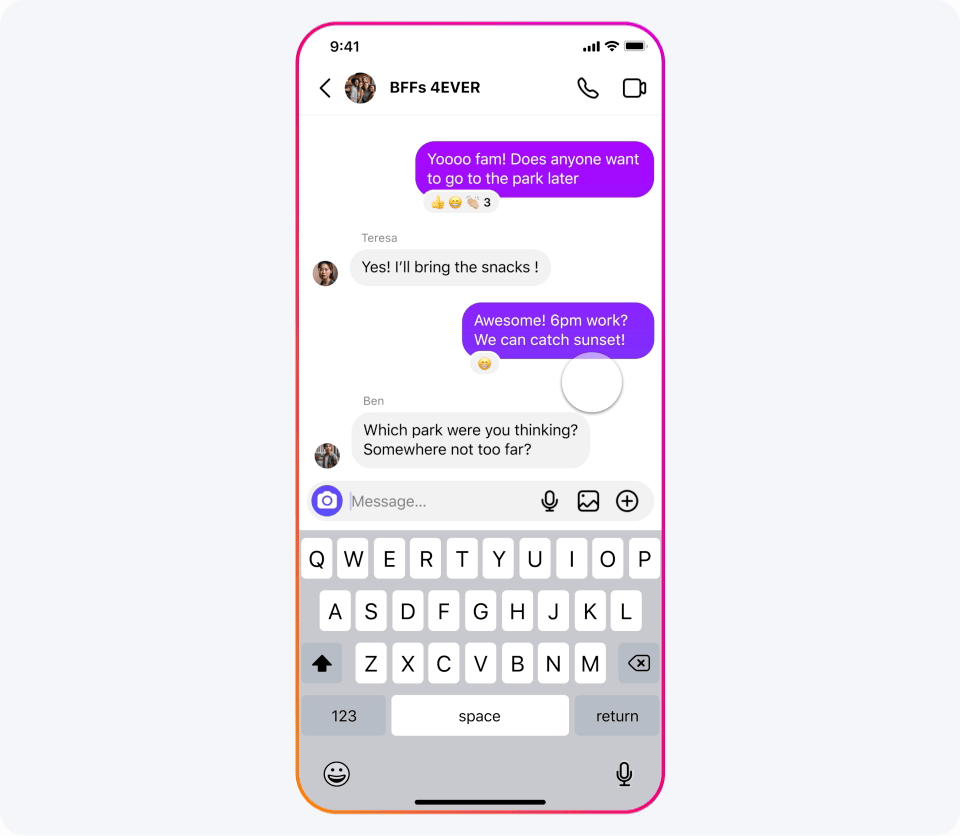 9:41
BFFs 4EVER
Yoooo fam! Does anyone want
to go to the park later
3
Teresa
Yes! I’ll bring the snacks !
Awesome! 6pm work?
We can catch sunset!
Ben
Which park were you thinking?
Somewhere not too far?
Message...
Q W E R T Y U I O P
A S D F G H J K L
Z X C V B N M
123 space return